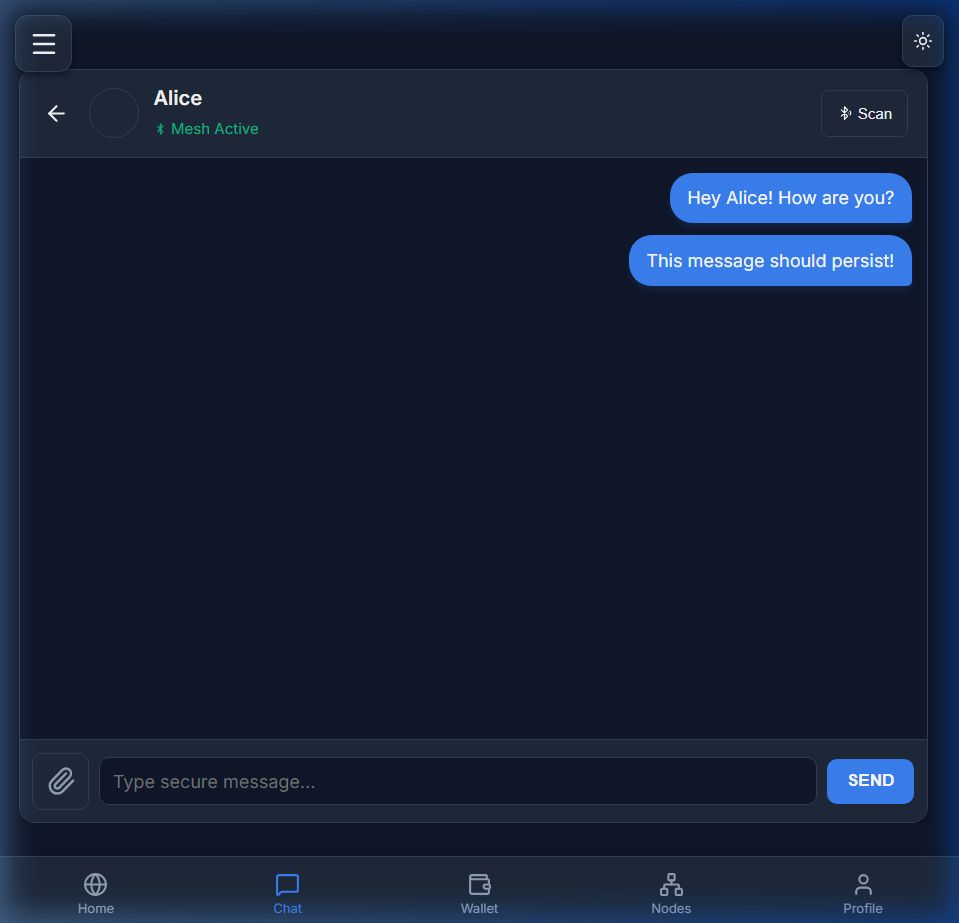 Alice
Mesh Active
Scan
Hey Alice! How are you?
This message should persist!
Type secure message...
SEND
Home
Chat
Wallet
Nodes
Profile